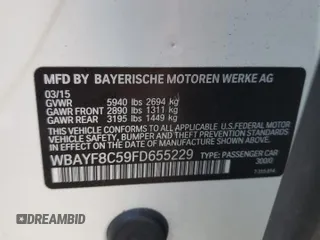 MFD BY BAYERISCHE MOTOREN WERKE AG
03/15
GVWR 5940 lbs 2694 kg
GAWR FRONT 2890 lbs 1311 kg
GAWR REAR 3195 lbs 1449 kg
THIS VEHICLE CONFORMS TO ALL APPLICABLE U.S.FEDERAL MOTOR
VEHICLE SAFETY, BUMPER, AND THEFT PREVENTION STANDARDS
IN EFFECT ON THE DATE OF MANUFACTURE SHOWN ABOVE.
WBAYF8C59FD655229 TYPE: PASSENGER CAR
300/0
DREAMBID